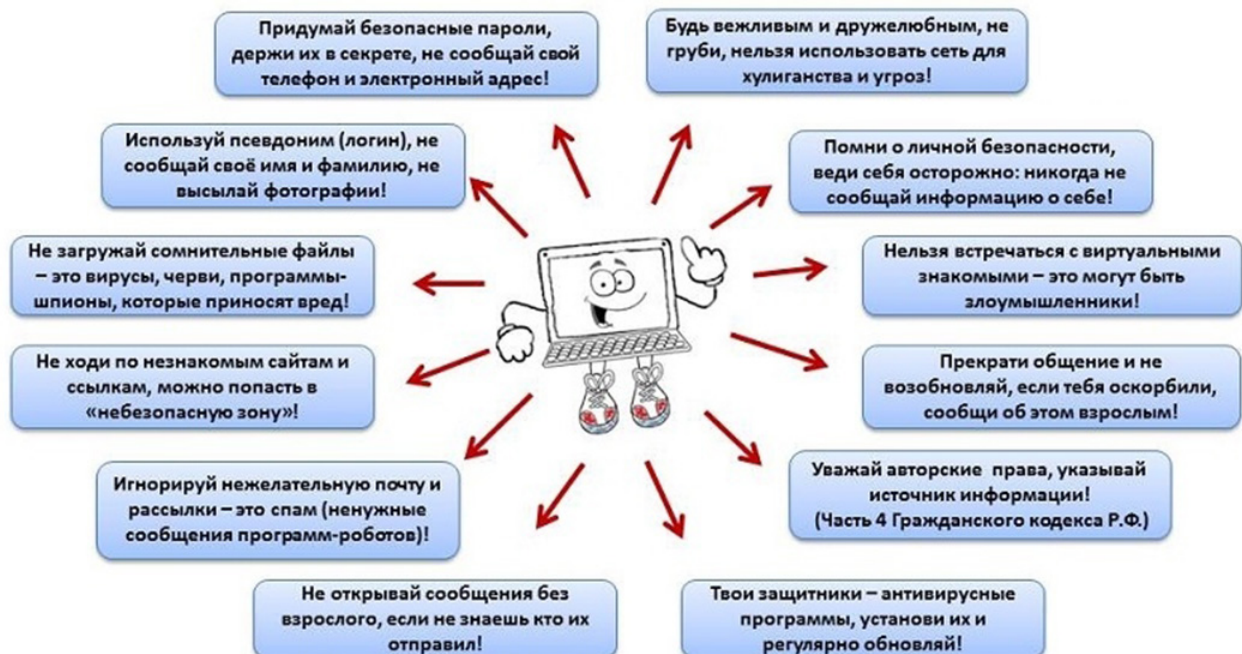 Придумай безопасные пароли,
держи их в секрете, не сообщай свой
телефон и электронный адрес!
Будь вежливым и дружелюбным, не
груби, нельзя использовать сеть для
хулиганства и угроз!
Используй псевдоним (логин), не
сообщай своё имя и фамилию, не
высылай фотографии!
Помни о личной безопасности,
веди себя осторожно: никогда не
сообщай информацию о себе!
Не загружай сомнительные файлы
– это вирусы, черви, программы-
шпионы, которые приносят вред!
Нельзя встречаться с виртуальными
знакомыми – это могут быть
злоумышленники!
Не ходи по незнакомым сайтам и
ссылкам, можно попасть в
«небезопасную зону»!
Прекрати общение и не
возобновляй, если тебя оскорбили,
сообщи об этом взрослым!
Игнорируй нежелательную почту и
рассылки – это спам (ненужные
сообщения программ-роботов)!
Уважай авторские права, указывай
источник информации!
(Часть 4 Гражданского кодекса Р.Ф.)
Не открывай сообщения без
взрослого, если не знаешь кто их
отправил!
Твои защитники – антивирусные
программы, установи их и
регулярно обновляй!